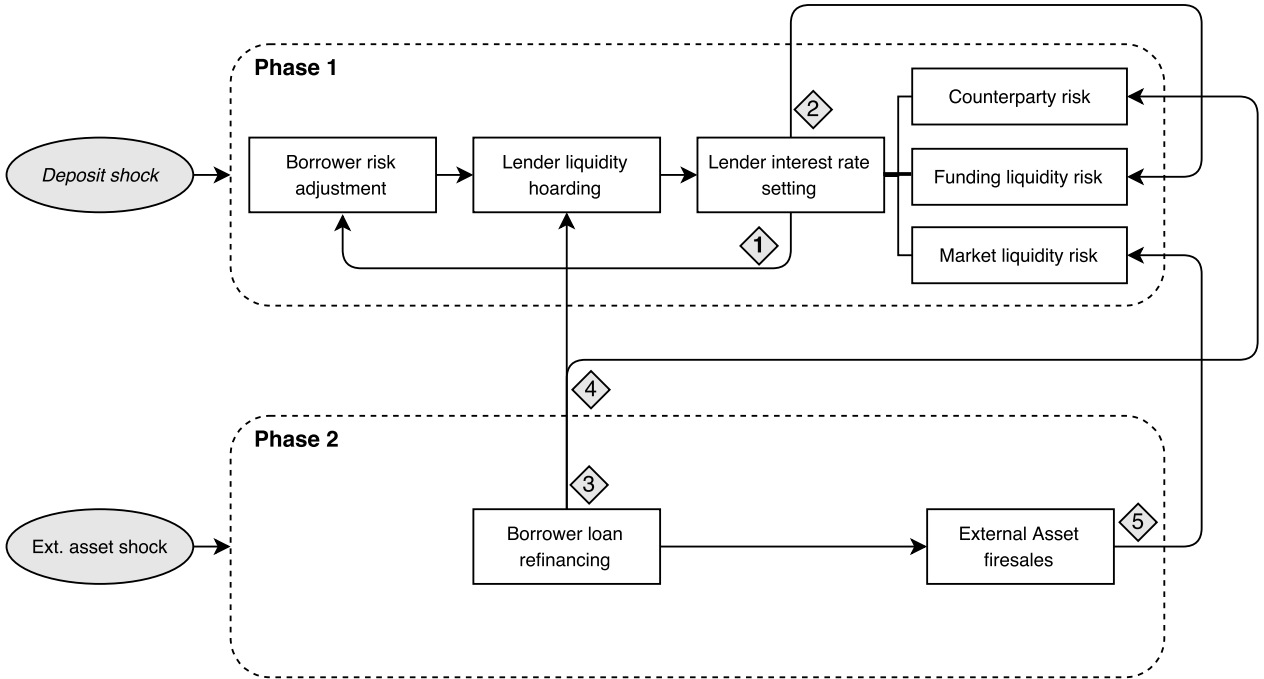 Phase 1
2
Counterparty risk
Deposit shock
Borrower risk
adjustment
Lender liquidity
hoarding
Lender interest rate
setting
Funding liquidity risk
1
Market liquidity risk
4
Phase 2
3
Ext. asset shock
Borrower loan
refinancing
External Asset
firesales
5